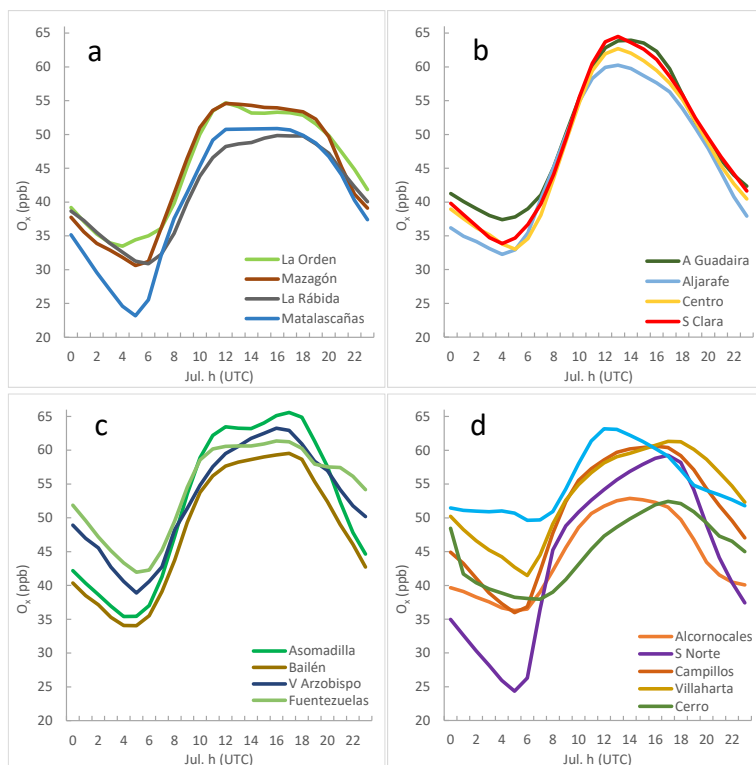 a
65
60
55
50
45
40
35
30
25
20
Oₓ (ppb)
0 2 4 6 8 10 12 14 16 18 20 22
Jul. h (UTC)
La Orden
Mazagón
La Rábida
Matalascañas
b
65
60
55
50
45
40
35
30
25
20
Oₓ (ppb)
0 2 4 6 8 10 12 14 16 18 20 22
Jul. h (UTC)
A Guadaira
Aljarafe
Centro
S Clara
c
65
60
55
50
45
40
35
30
25
20
Oₓ (ppb)
0 2 4 6 8 10 12 14 16 18 20 22
Jul. h (UTC)
Asomadilla
Bailén
V Arzobispo
Fuentezuelas
d
65
60
55
50
45
40
35
30
25
20
Oₓ (ppb)
0 2 4 6 8 10 12 14 16 18 20 22
Jul. h (UTC)
Alcornocales
S Norte
Campillos
Villaharta
Cerro